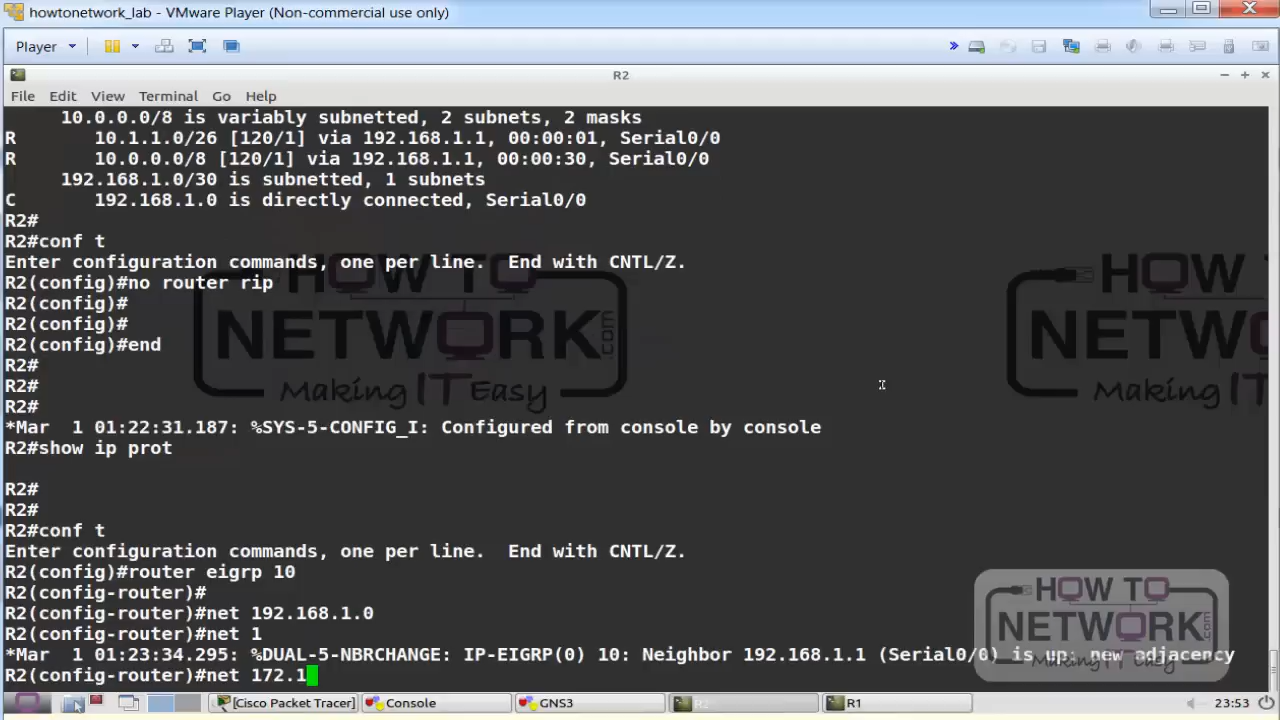 howtonetwork_lab - VMware Player (Non-commercial use only)
Player
R2
File Edit View Terminal Go Help
10.0.0.0/8 is variably subnetted, 2 subnets, 2 masks
R 10.1.1.0/26 [120/1] via 192.168.1.1, 00:00:01, Serial0/0
R 10.0.0.0/8 [120/1] via 192.168.1.1, 00:00:30, Serial0/0
192.168.1.0/30 is subnetted, 1 subnets
C 192.168.1.0 is directly connected, Serial0/0
R2#
R2#conf t
Enter configuration commands, one per line. End with CNTL/Z.
R2(config)#no router rip
R2(config)#
R2(config)#
R2(config)#end
R2#
R2#
R2#
*Mar 1 01:22:31.187: %SYS-5-CONFIG_I: Configured from console by console
R2#show ip prot
R2#
R2#
R2#conf t
Enter configuration commands, one per line. End with CNTL/Z.
R2(config)#router eigrp 10
R2(config-router)#
R2(config-router)#net 192.168.1.0
R2(config-router)#net 1
*Mar 1 01:23:34.295: %DUAL-5-NBRCHANGE: IP-EIGRP(0) 10: Neighbor 192.168.1.1 (Serial0/0) is up: new adjacency
R2(config-router)#net 172.1
HOW TO
NETWORK.com
Making IT Easy
HOW
NETWO
Making IT
HOW TO
NETWORK.com
Making IT Easy
[Cisco Packet Tracer] Console GNS3 R2 R1 23:53